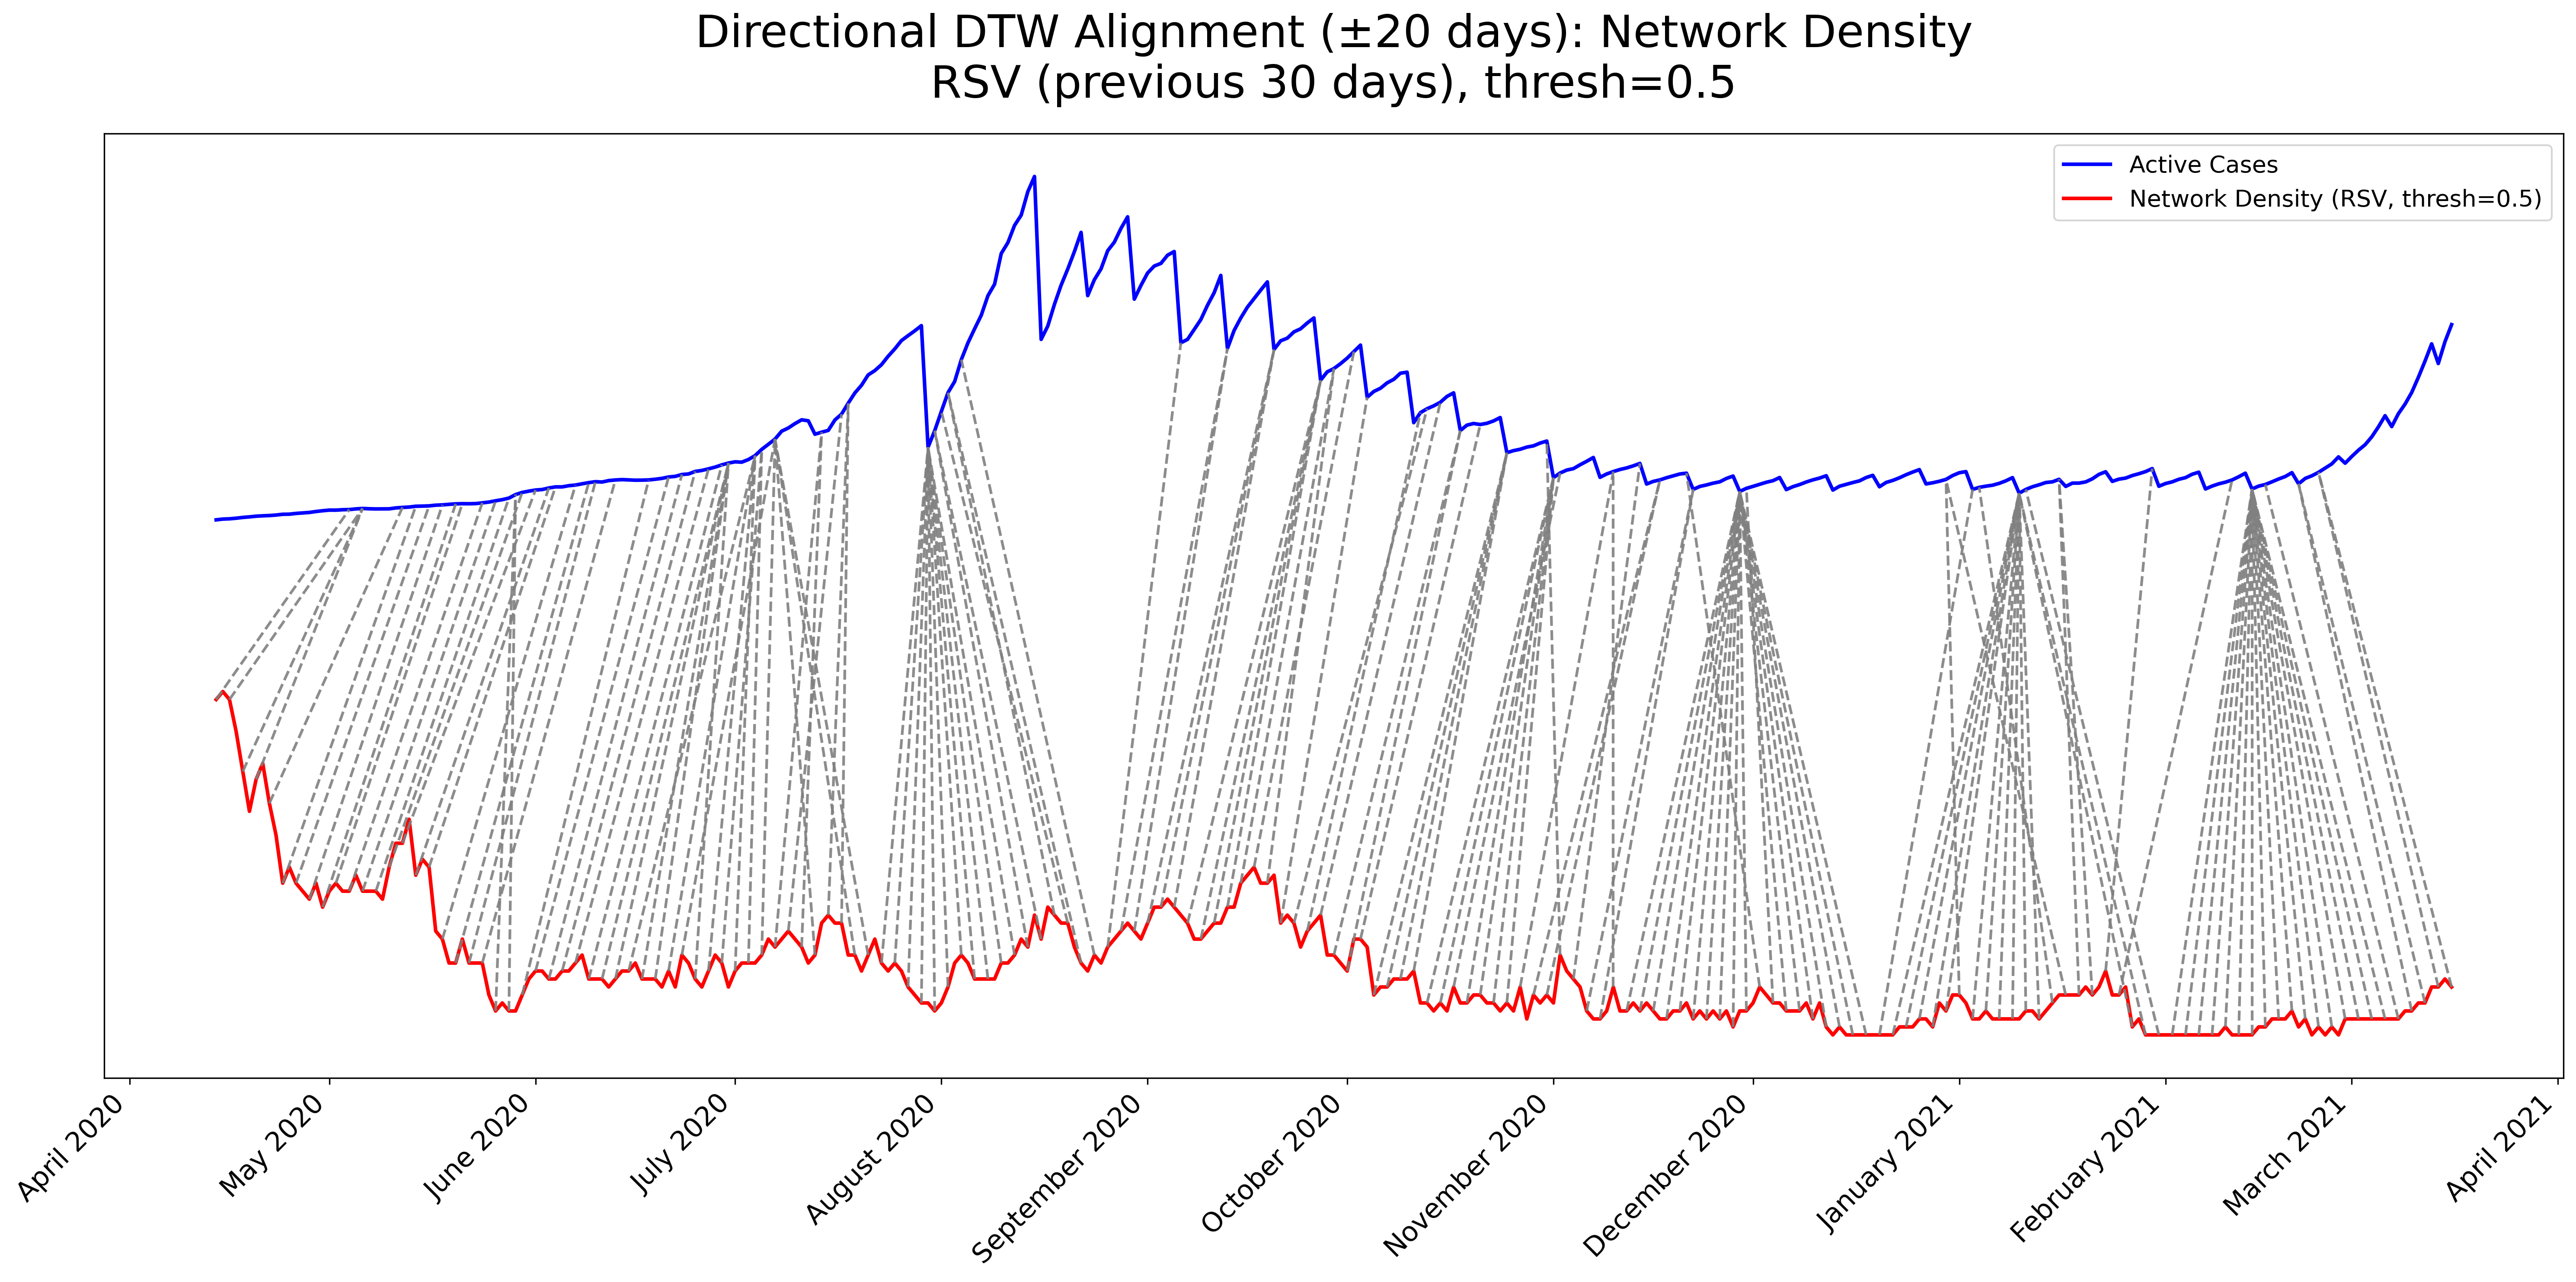 Directional DTW Alignment (±20 days): Network Density
RSV (previous 30 days), thresh=0.5
Active Cases
Network Density (RSV, thresh=0.5)
April 2020
May 2020
June 2020
July 2020
August 2020
September 2020
October 2020
November 2020
December 2020
January 2021
February 2021
March 2021
April 2021